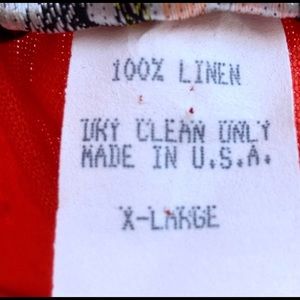 100% LINEN
DRY CLEAN ONLY
MADE IN U.S.A.
X-LARGE